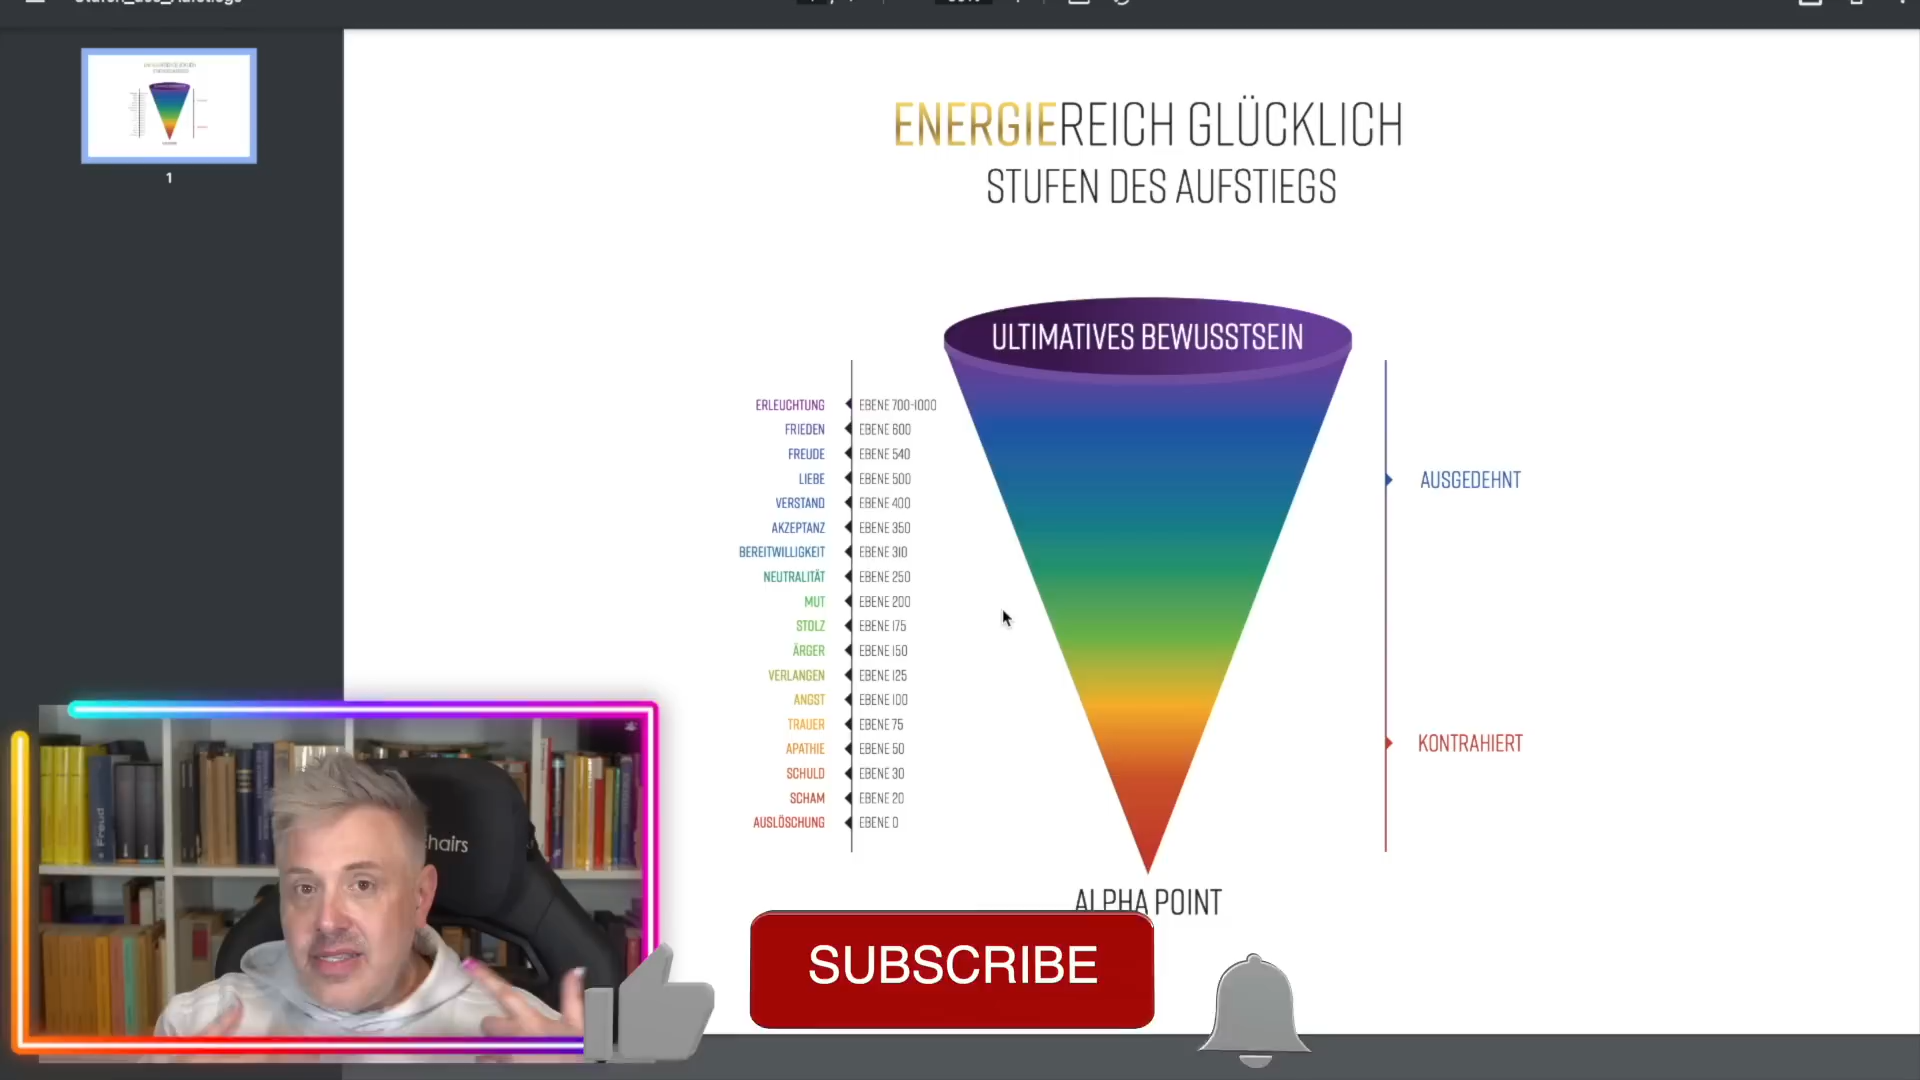 1
ENERGIEREICH GLÜCKLICH
STUFEN DES AUFSTIEGS
ULTIMATIVES BEWUSSTSEIN
ERLEUCHTUNG EBENE 700-1000
FRIEDEN EBENE 600
FREUDE EBENE 540
LIEBE EBENE 500
VERSTAND EBENE 400
AKZEPTANZ EBENE 350
BEREITWILLIGKEIT EBENE 310
NEUTRALITÄT EBENE 250
MUT EBENE 200
STOLZ EBENE 175
ÄRGER EBENE 150
VERLANGEN EBENE 125
ANGST EBENE 100
TRAUER EBENE 75
APATHIE EBENE 50
SCHULD EBENE 30
SCHAM EBENE 20
AUSLÖSCHUNG EBENE 0
AUSGEDEHNT
KONTRAHIERT
ALPHA POINT
Freud
chairs
SUBSCRIBE